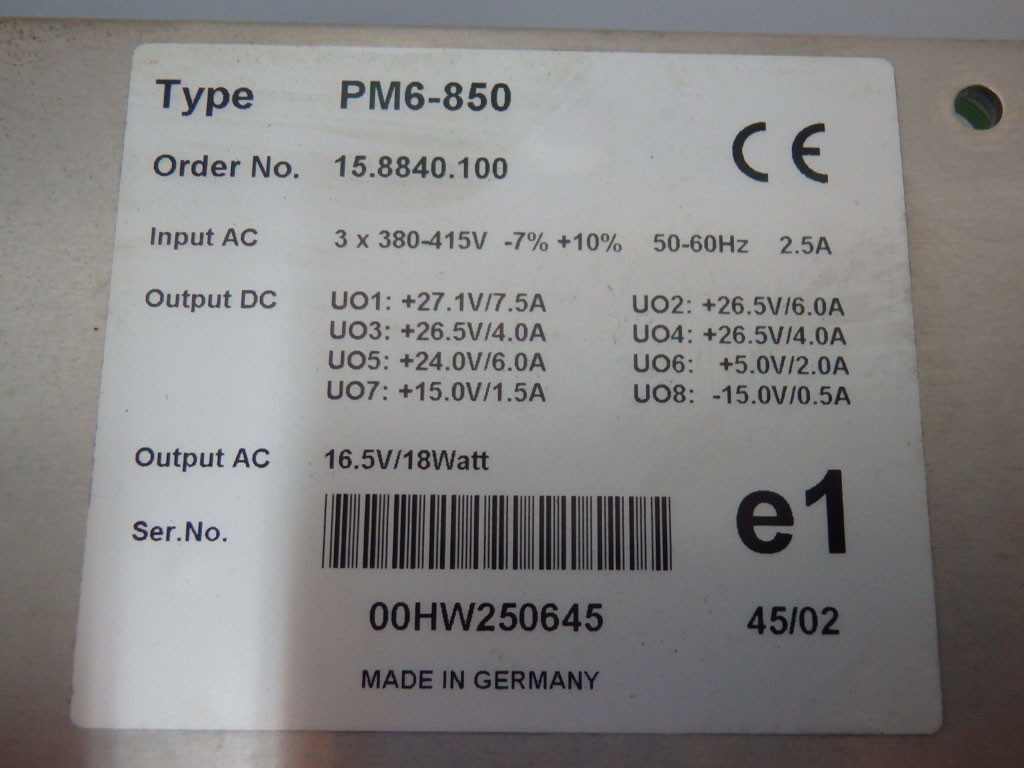 Type PM6-850
CE
Order No. 15.8840.100
Input AC 3 x 380-415V -7% +10% 50-60Hz 2.5A
Output DC UO1: +27.1V/7.5A UO2: +26.5V/6.0A
UO3: +26.5V/4.0A UO4: +26.5V/4.0A
UO5: +24.0V/6.0A UO6: +5.0V/2.0A
UO7: +15.0V/1.5A UO8: -15.0V/0.5A
Output AC 16.5V/18Watt
Ser.No. e1
00HW250645 45/02
MADE IN GERMANY